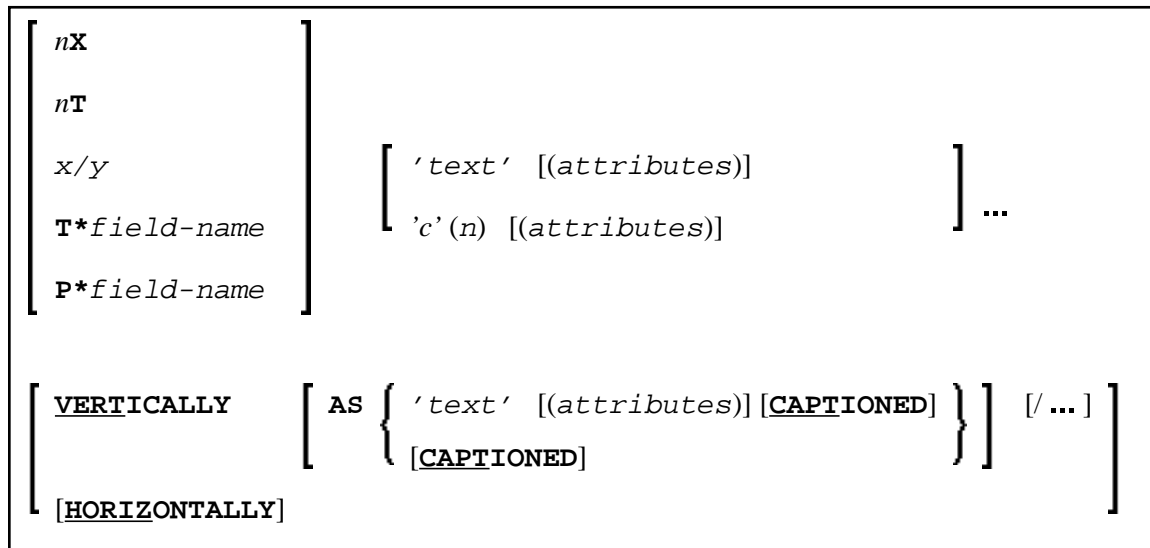 nX
nT
x/y 'text' [(attributes)]
T*field-name 'c' (n) [(attributes)] ...
P*field-name
VERTICALLY AS 'text' [(attributes)] [CAPTIONED] [/ ... ]
[CAPTIONED]
[HORIZONTALLY]